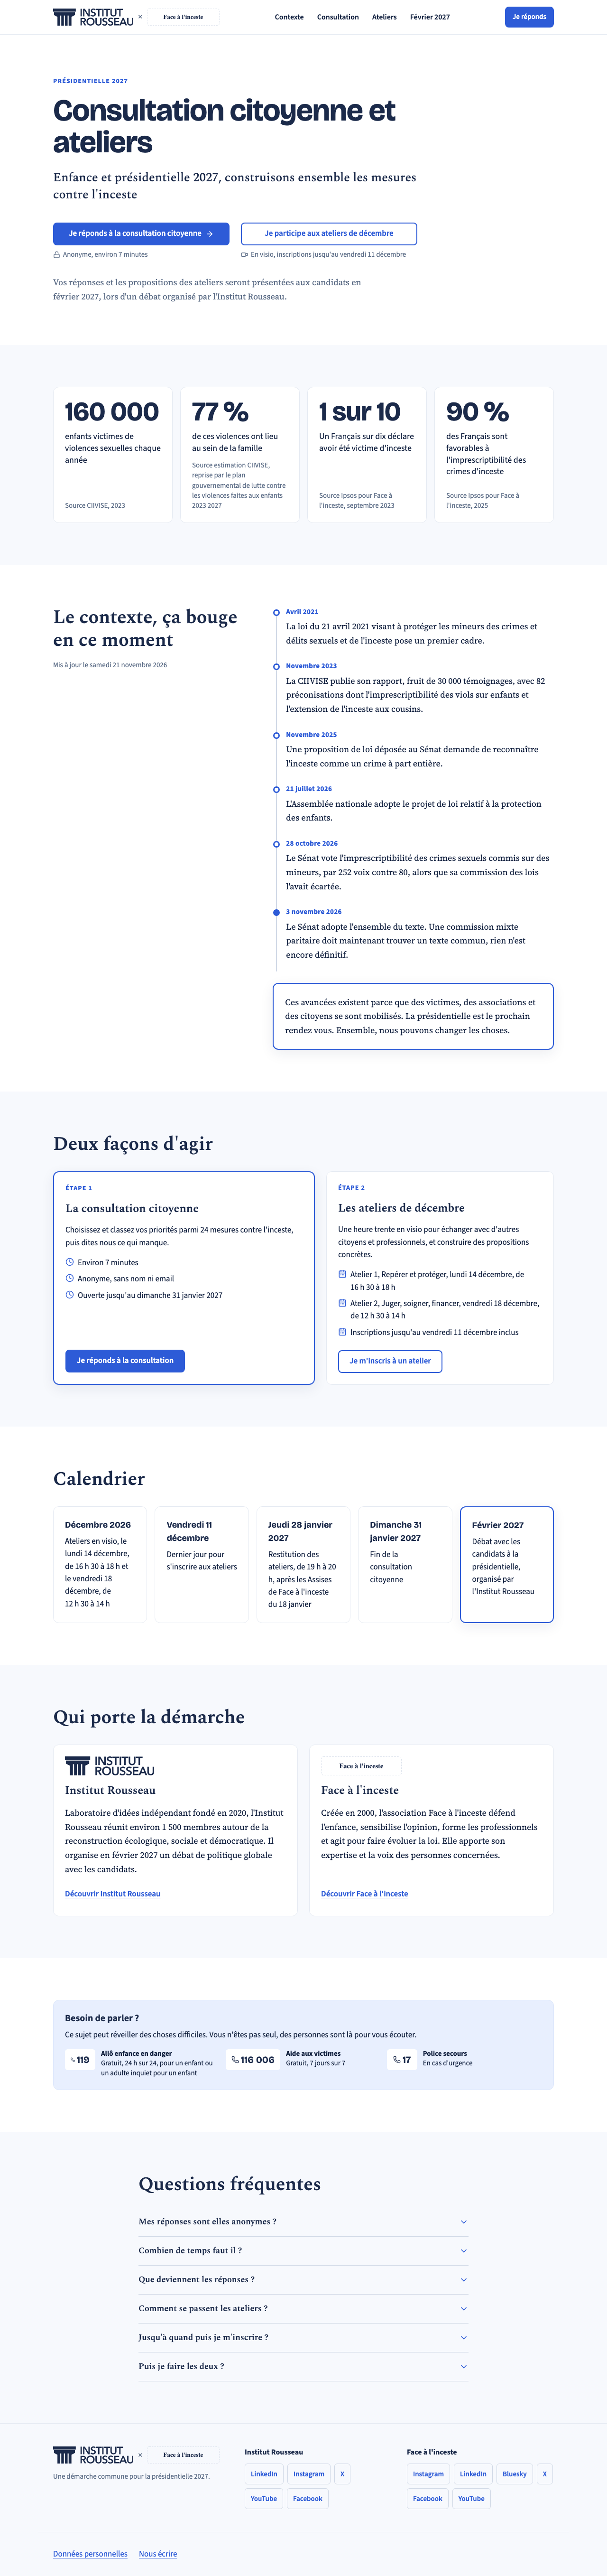 INSTITUT
ROUSSEAU
×
Face à l'inceste
Contexte
Consultation
Ateliers
Février 2027
Je réponds
PRÉSIDENTIELLE 2027
Consultation citoyenne et
ateliers
Enfance et présidentielle 2027, construisons ensemble les mesures
contre l'inceste
Je réponds à la consultation citoyenne →
Je participe aux ateliers de décembre
Anonyme, environ 7 minutes
En visio, inscriptions jusqu'au vendredi 11 décembre
Vos réponses et les propositions des ateliers seront présentées aux candidats en
février 2027, lors d'un débat organisé par l'Institut Rousseau.
160 000
enfants victimes de
violences sexuelles chaque
année
Source CIIVISE, 2023
77 %
de ces violences ont lieu
au sein de la famille
Source estimation CIIVISE,
reprise par le plan
gouvernemental de lutte contre
les violences faites aux enfants
2023 2027
1 sur 10
Un Français sur dix déclare
avoir été victime d'inceste
Source Ipsos pour Face à
l'inceste, septembre 2023
90 %
des Français sont
favorables à
l'imprescriptibilité des
crimes d'inceste
Source Ipsos pour Face à
l'inceste, 2025
Le contexte, ça bouge
en ce moment
Mis à jour le samedi 21 novembre 2026
Avril 2021
La loi du 21 avril 2021 visant à protéger les mineurs des crimes et
délits sexuels et de l'inceste pose un premier cadre.
Novembre 2023
La CIIVISE publie son rapport, fruit de 30 000 témoignages, avec 82
préconisations dont l'imprescriptibilité des viols sur enfants et
l'extension de l'inceste aux cousins.
Novembre 2025
Une proposition de loi déposée au Sénat demande de reconnaître
l'inceste comme un crime à part entière.
21 juillet 2026
L'Assemblée nationale adopte le projet de loi relatif à la protection
des enfants.
28 octobre 2026
Le Sénat vote l'imprescriptibilité des crimes sexuels commis sur des
mineurs, par 252 voix contre 80, alors que sa commission des lois
l'avait écartée.
3 novembre 2026
Le Sénat adopte l'ensemble du texte. Une commission mixte
paritaire doit maintenant trouver un texte commun, rien n'est
encore définitif.
Ces avancées existent parce que des victimes, des associations et
des citoyens se sont mobilisés. La présidentielle est le prochain
rendez vous. Ensemble, nous pouvons changer les choses.
Deux façons d'agir
ÉTAPE 1
La consultation citoyenne
Choisissez et classez vos priorités parmi 24 mesures contre l'inceste,
puis dites nous ce qui manque.
Environ 7 minutes
Anonyme, sans nom ni email
Ouverte jusqu'au dimanche 31 janvier 2027
Je réponds à la consultation
ÉTAPE 2
Les ateliers de décembre
Une heure trente en visio pour échanger avec d'autres
citoyens et professionnels, et construire des propositions
concrètes.
Atelier 1, Repérer et protéger, lundi 14 décembre, de
16 h 30 à 18 h
Atelier 2, Juger, soigner, financer, vendredi 18 décembre,
de 12 h 30 à 14 h
Inscriptions jusqu'au vendredi 11 décembre inclus
Je m'inscris à un atelier
Calendrier
Décembre 2026
Ateliers en visio, le
lundi 14 décembre,
de 16 h 30 à 18 h et
le vendredi 18
décembre, de
12 h 30 à 14 h
Vendredi 11
décembre
Dernier jour pour
s'inscrire aux ateliers
Jeudi 28 janvier
2027
Restitution des
ateliers, de 19 h à 20
h, après les Assises
de Face à l'inceste
du 18 janvier
Dimanche 31
janvier 2027
Fin de la
consultation
citoyenne
Février 2027
Débat avec les
candidats à la
présidentielle,
organisé par
l'Institut Rousseau
Qui porte la démarche
INSTITUT
ROUSSEAU
Institut Rousseau
Laboratoire d'idées indépendant fondé en 2020, l'Institut
Rousseau réunit environ 1 500 membres autour de la
reconstruction écologique, sociale et démocratique. Il
organise en février 2027 un débat de politique globale
avec les candidats.
Découvrir Institut Rousseau
Face à l'inceste
Face à l'inceste
Créée en 2000, l'association Face à l'inceste défend
l'enfance, sensibilise l'opinion, forme les professionnels
et agit pour faire évoluer la loi. Elle apporte son
expertise et la voix des personnes concernées.
Découvrir Face à l'inceste
Besoin de parler ?
Ce sujet peut réveiller des choses difficiles. Vous n'êtes pas seul, des personnes sont là pour vous écouter.
119
Allô enfance en danger
Gratuit, 24 h sur 24, pour un enfant ou
un adulte inquiet pour un enfant
116 006
Aide aux victimes
Gratuit, 7 jours sur 7
17
Police secours
En cas d'urgence
Questions fréquentes
Mes réponses sont elles anonymes ?
Combien de temps faut il ?
Que deviennent les réponses ?
Comment se passent les ateliers ?
Jusqu'à quand puis je m'inscrire ?
Puis je faire les deux ?
INSTITUT
ROUSSEAU
×
Face à l'inceste
Une démarche commune pour la présidentielle 2027.
Institut Rousseau
LinkedIn
Instagram
X
YouTube
Facebook
Face à l'inceste
Instagram
LinkedIn
Bluesky
X
Facebook
YouTube
Données personnelles
Nous écrire